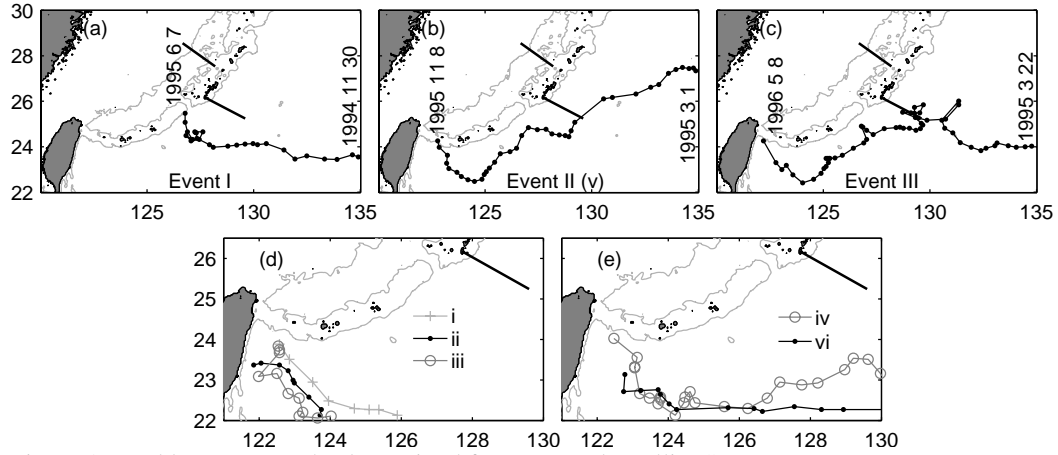 30
28
26
24
22
(a)
1995 6 7
1994 11 30
Event I
125
130
135
(b)
1995 11 8
1995 3 1
Event II (v)
125
130
135
(c)
1996 5 8
1995 3 22
Event III
125
130
135
26
25
24
23
22
(d)
i
ii
iii
122
124
126
128
130
(e)
iv
vi
122
124
126
128
130